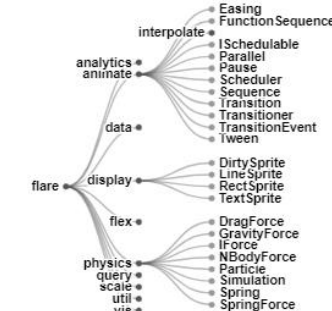 Easing
FunctionSequence
interpolate
ISchedulable
Parallel
analytics
Pause
animate
Scheduler
Sequence
Transition
Transitioner
data
TransitionEvent
Tween
DirtySprite
LineSprite
flare
display
RectSprite
TextSprite
flex
DragForce
GravityForce
IForce
NBodyForce
physics
Particle
query
Simulation
scale
Spring
util
SpringForce
vis